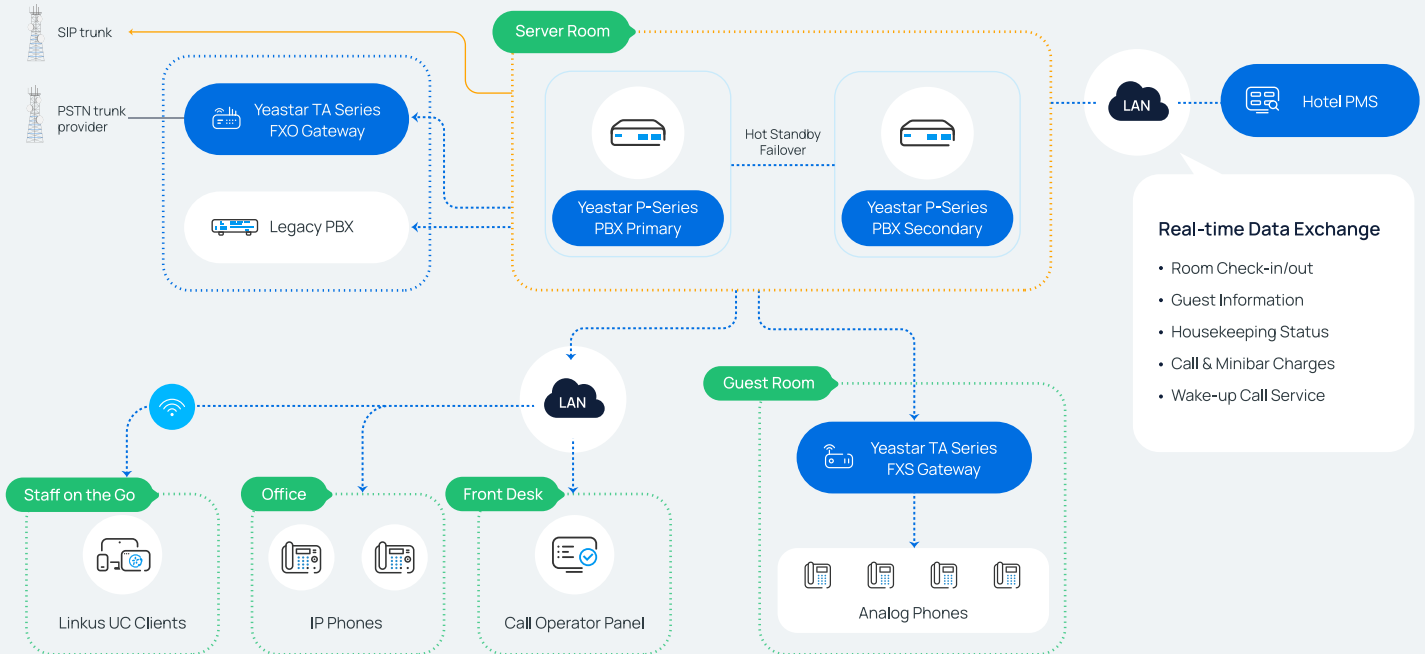 SIP trunk
PSTN trunk
provider
Yeastar TA Series
FXO Gateway
Legacy PBX
Server Room
Yeastar P-Series
PBX Primary
Hot Standby
Failover
Yeastar P-Series
PBX Secondary
LAN
Hotel PMS
Real-time Data Exchange
• Room Check-in/out
• Guest Information
• Housekeeping Status
• Call & Minibar Charges
• Wake-up Call Service
LAN
Staff on the Go
Linkus UC Clients
Office
IP Phones
Front Desk
Call Operator Panel
Guest Room
Yeastar TA Series
FXS Gateway
Analog Phones